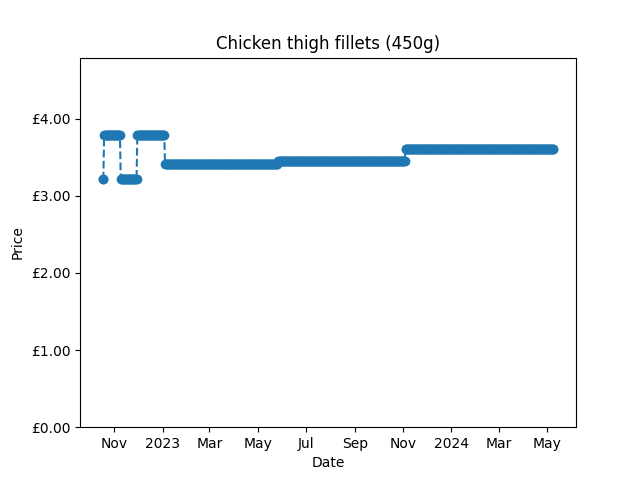 Chicken thigh fillets (450g)
£4.00
£3.00
£2.00
£1.00
£0.00
Price
Nov 2023 Mar May Jul Sep Nov 2024 Mar May
Date